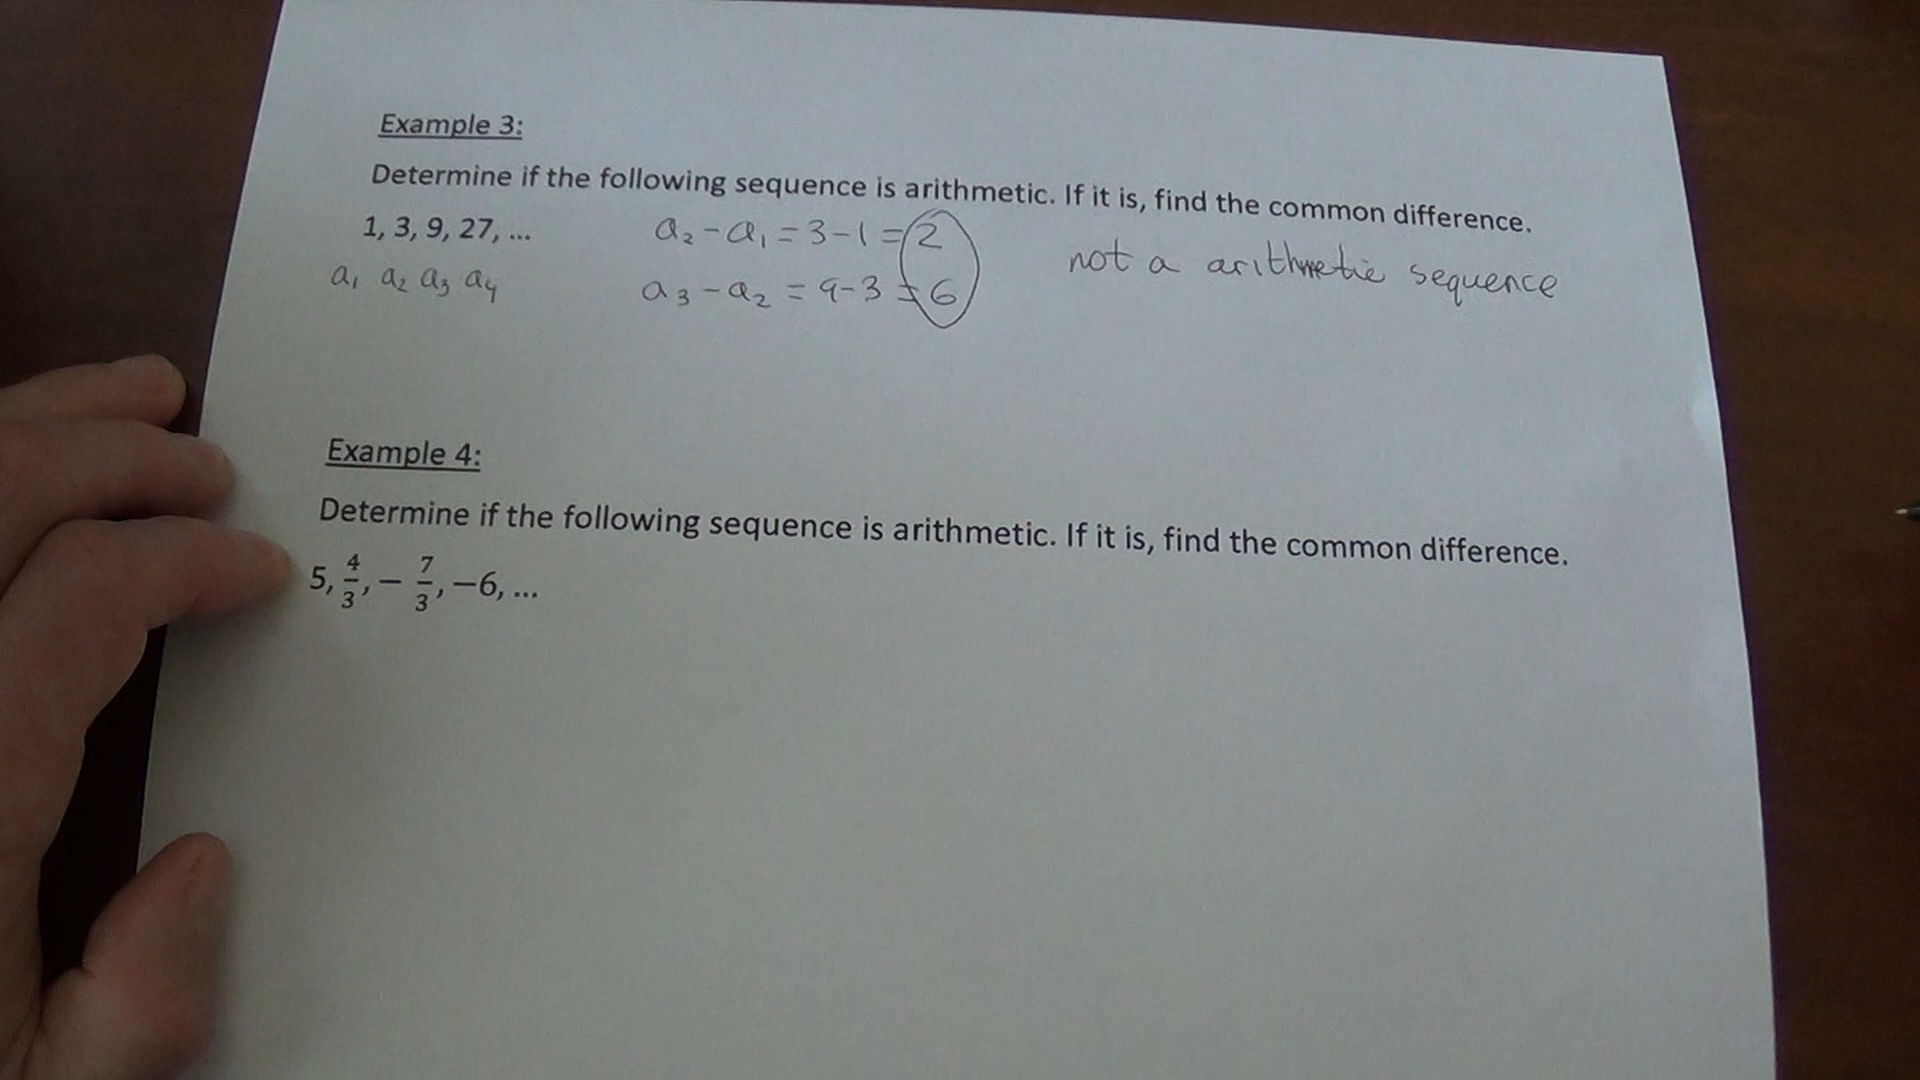 Example 3:
Determine if the following sequence is arithmetic. If it is, find the common difference.
1, 3, 9, 27, ...
a₁ a₂ a₃ a₄
a₂ - a₁ = 3 - 1 = 2
a₃ - a₂ = 9 - 3 = 6
not a arithmetic sequence
Example 4:
Determine if the following sequence is arithmetic. If it is, find the common difference.
5, 4/3, − 7/3, −6, ...